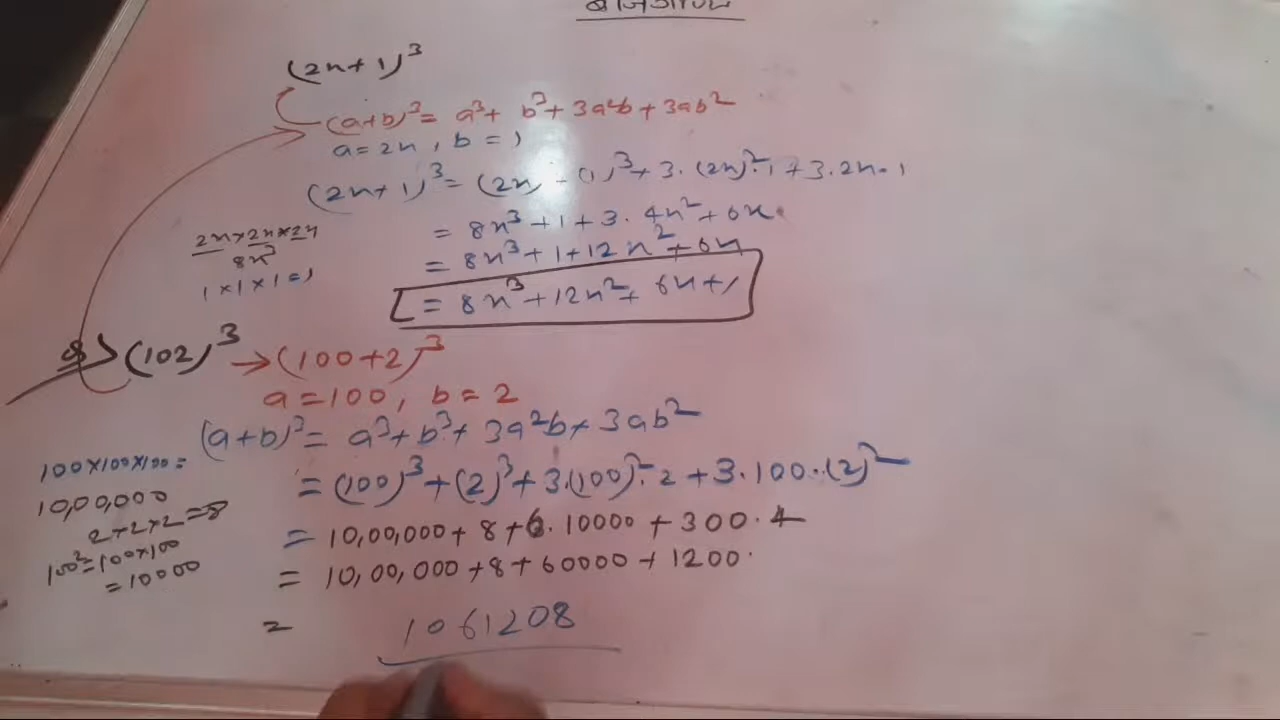 बीजगणित
(2x+1)³
(a+b)³ = a³+ b³+3a²b+3ab²
a=2x, b=1
(2x+1)³ = (2x) + (1)³+3.(2x)².1+3.2x.1
= 8x³+1+3.4x²+6x.
2x×2x×2x
= 8x³+1+12x²+6x
8x³
1×1×1=1
= 8x³+12x²+6x+1
Q> (102)³ → (100+2)³
a=100, b=2
(a+b)³ = a³+b³+3a²b+3ab²
100×100×100=
= (100)³+(2)³+3.(100)².2+3.100.(2)²
10,00,000
2×2×2=8
= 10,00,000+8+6.10000+300.4
100²=100×100
= 10,00,000+8+60000+1200.
=10000
= 1061208